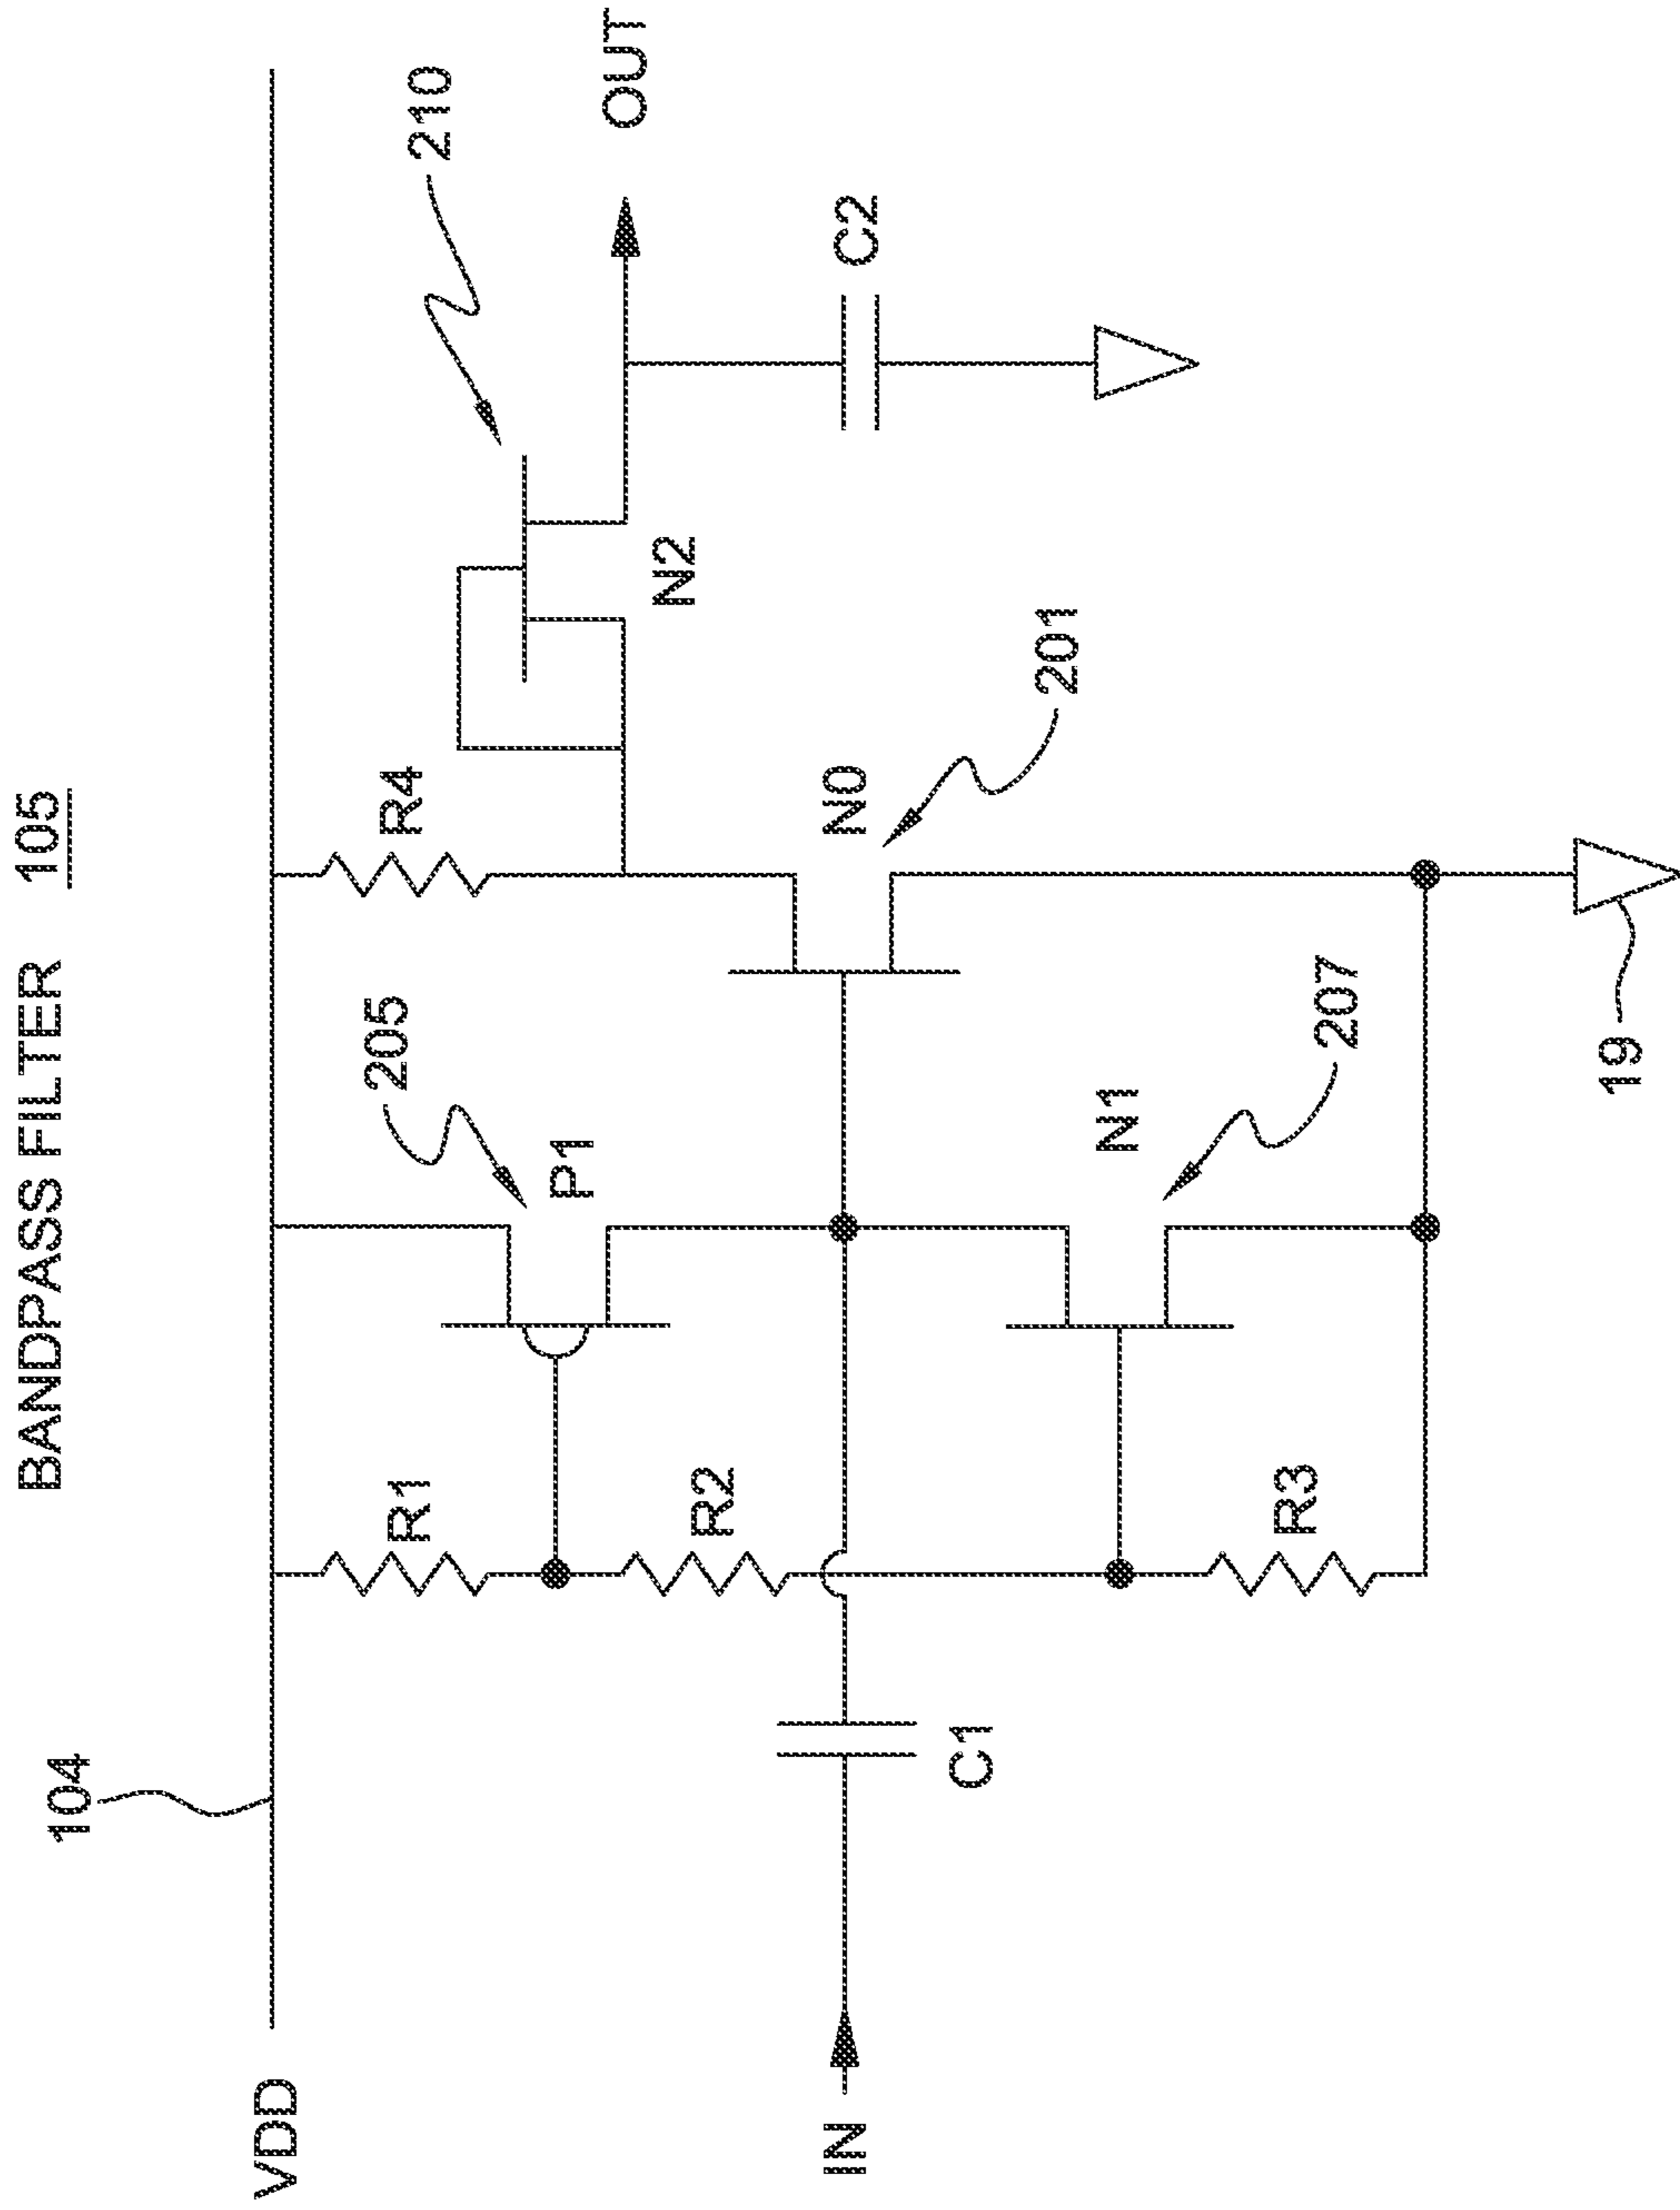 BANDPASS FILTER 105
104
VDD
R1
205
P1
R4
210
N2
OUT
R2
IN
C1
N0
201
C2
N1
207
R3
19